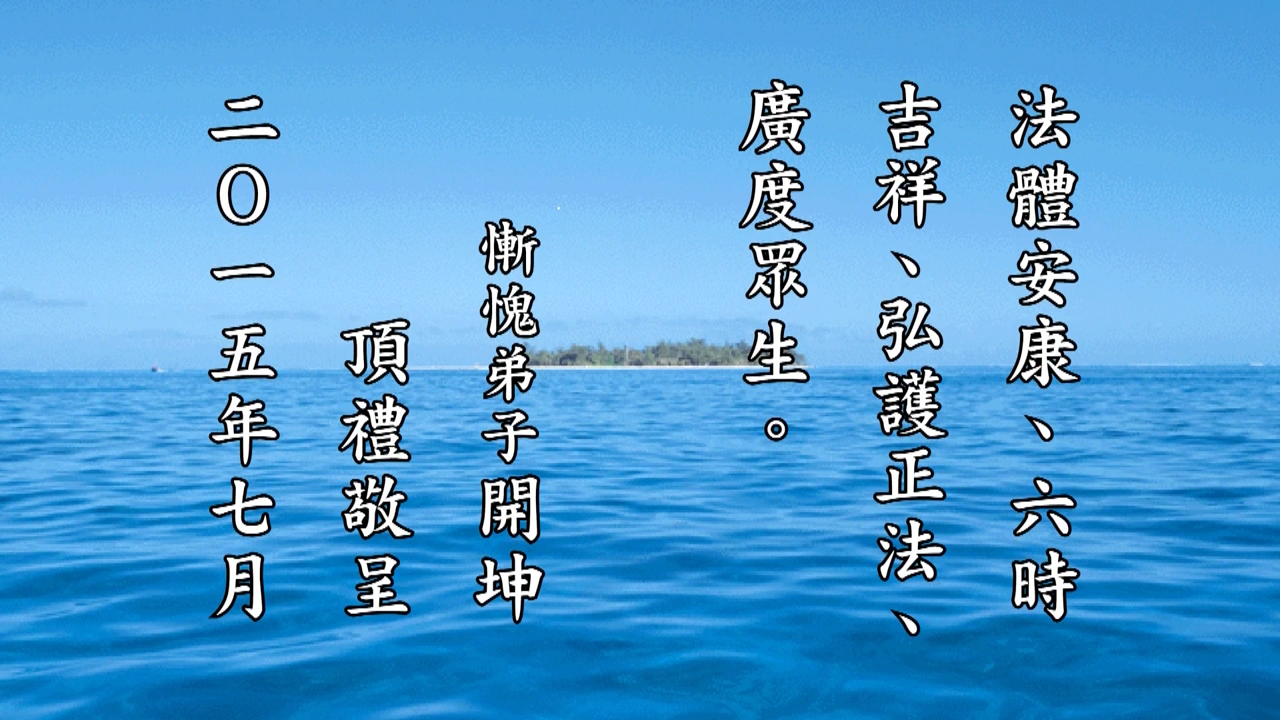 法體安康、六時
吉祥、弘護正法、
廣度眾生。
慚愧弟子開坤
頂禮敬呈
二〇一五年七月